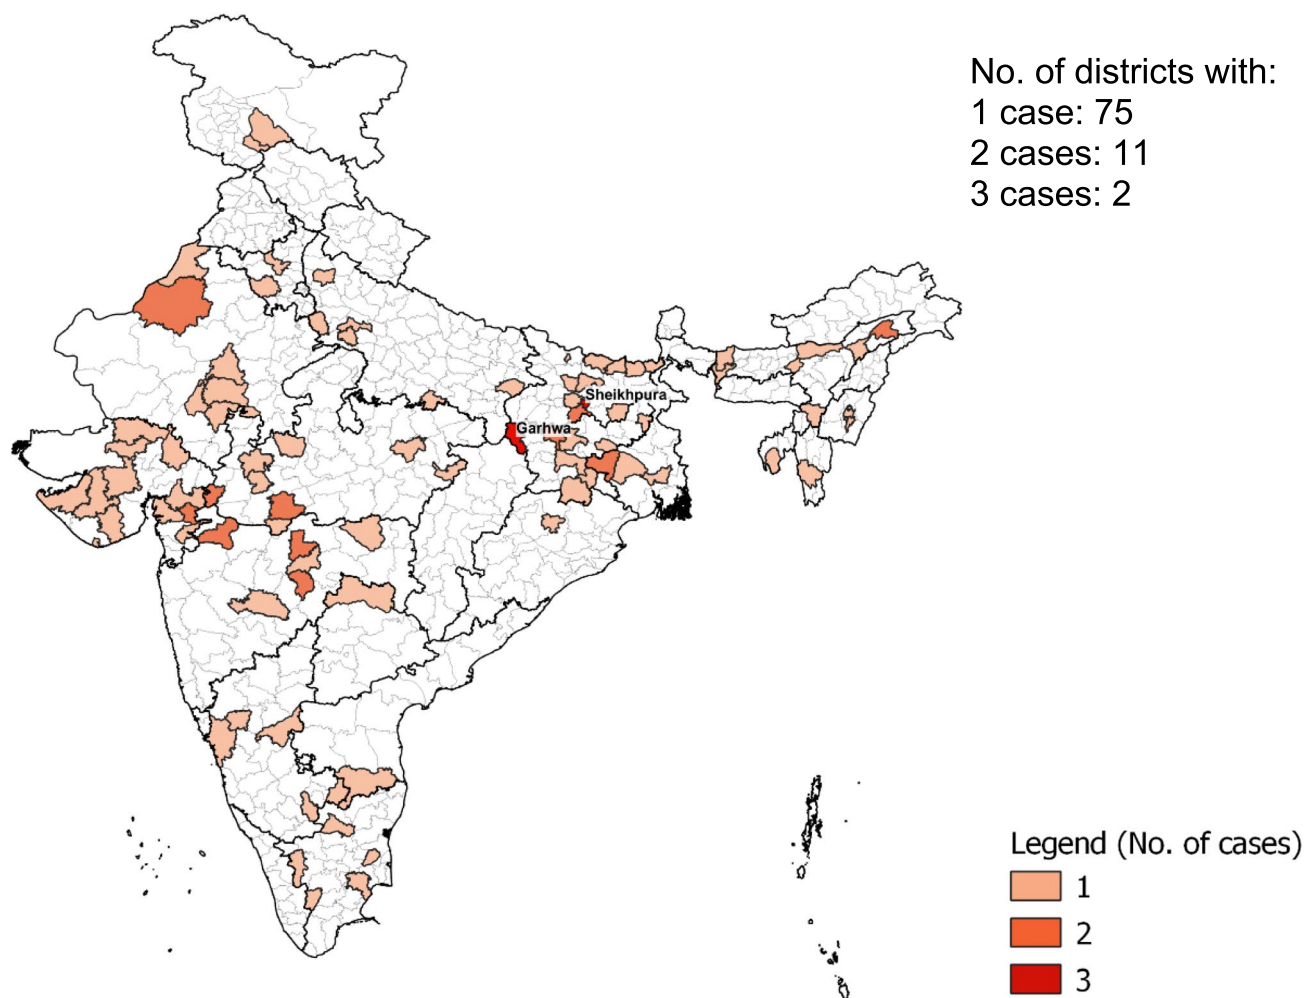 No. of districts with:
1 case: 75
2 cases: 11
3 cases: 2
Sheikhpura
Garhwa
Legend (No. of cases)
1
2
3